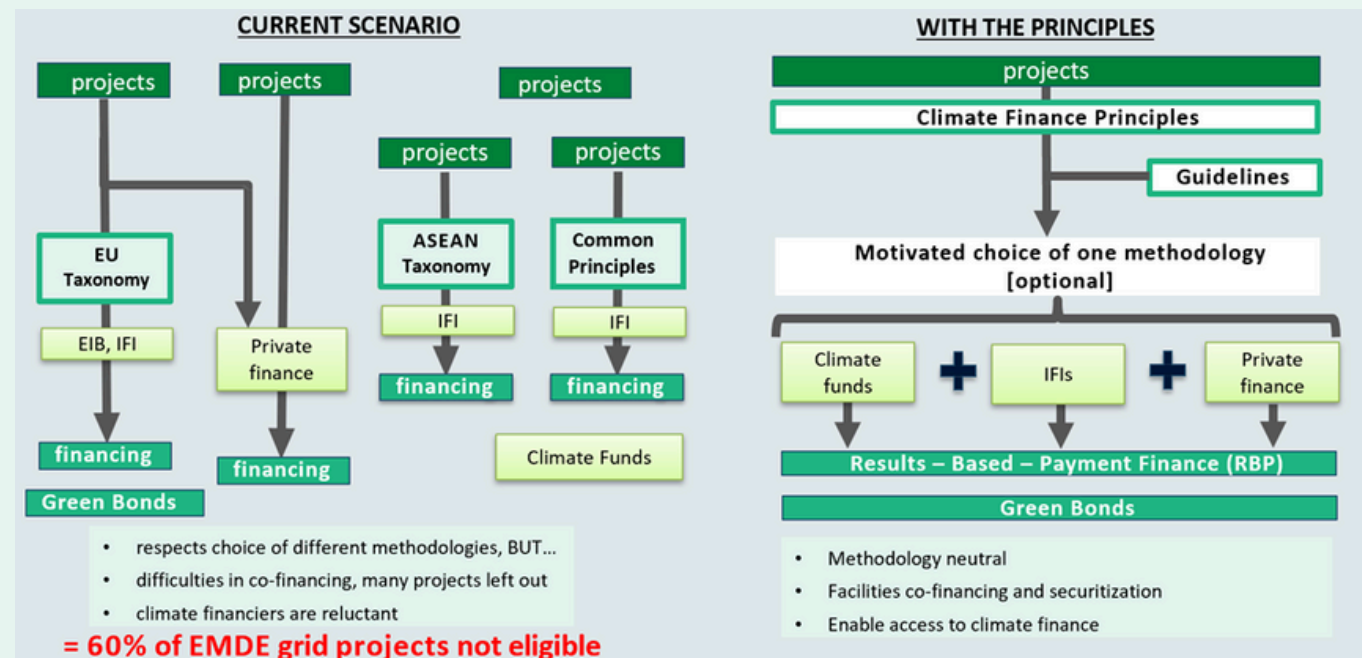 CURRENT SCENARIO
projects
projects
projects
projects
projects
EU
Taxonomy
ASEAN
Taxonomy
Common
Principles
EIB, IFI
Private
finance
IFI
IFI
financing
financing
financing
financing
Climate Funds
Green Bonds
• respects choice of different methodologies, BUT...
• difficulties in co-financing, many projects left out
• climate financiers are reluctant
= 60% of EMDE grid projects not eligible
WITH THE PRINCIPLES
projects
Climate Finance Principles
Guidelines
Motivated choice of one methodology
[optional]
Climate
funds
IFIs
Private
finance
Results – Based – Payment Finance (RBP)
Green Bonds
• Methodology neutral
• Facilities co-financing and securitization
• Enable access to climate finance